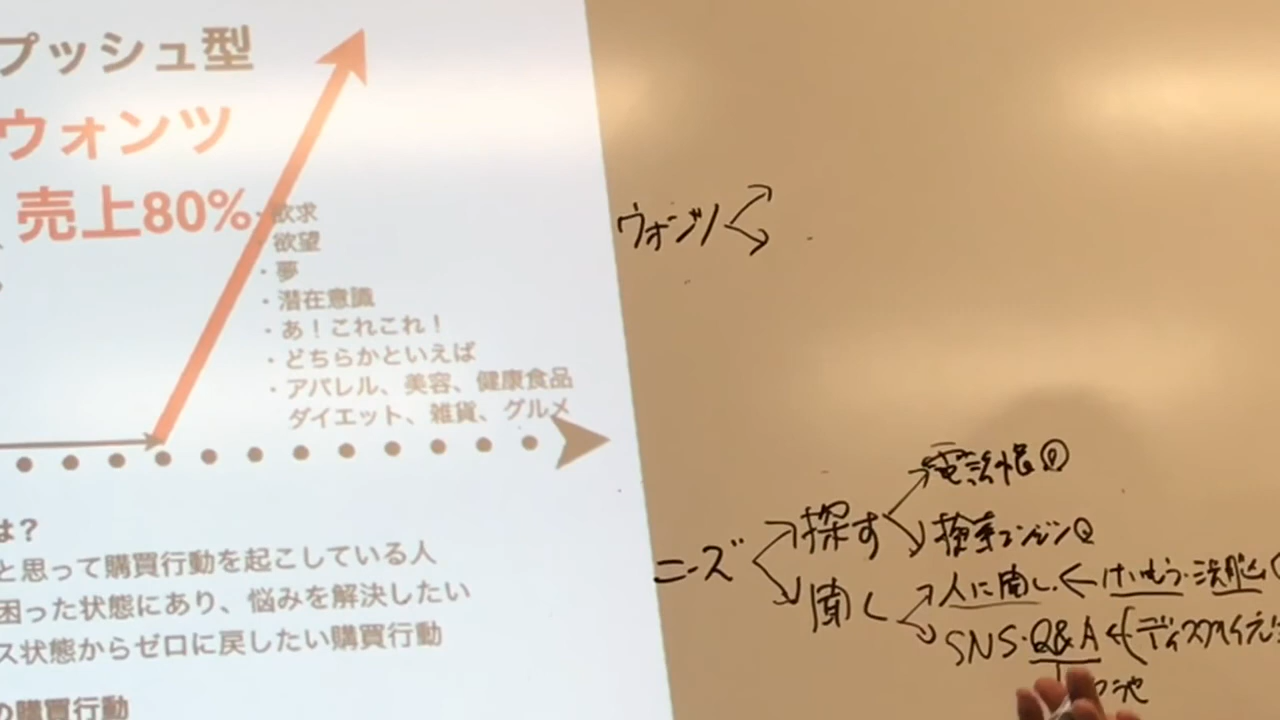 プッシュ型
ウォンツ
売上80%
・欲求
・欲望
・夢
・潜在意識
・あ！これこれ！
・どちらかといえば
・アパレル、美容、健康食品
ダイエット、雑貨、グルメ
は？
と思って購買行動を起こしている人
困った状態にあり、悩みを解決したい
ス状態からゼロに戻したい購買行動
の購買行動
ウォンツ
ニーズ
探す
電話帳
検索エンジン
聞く
人に聞く
けいもう・洗脳
SNS・Q&A